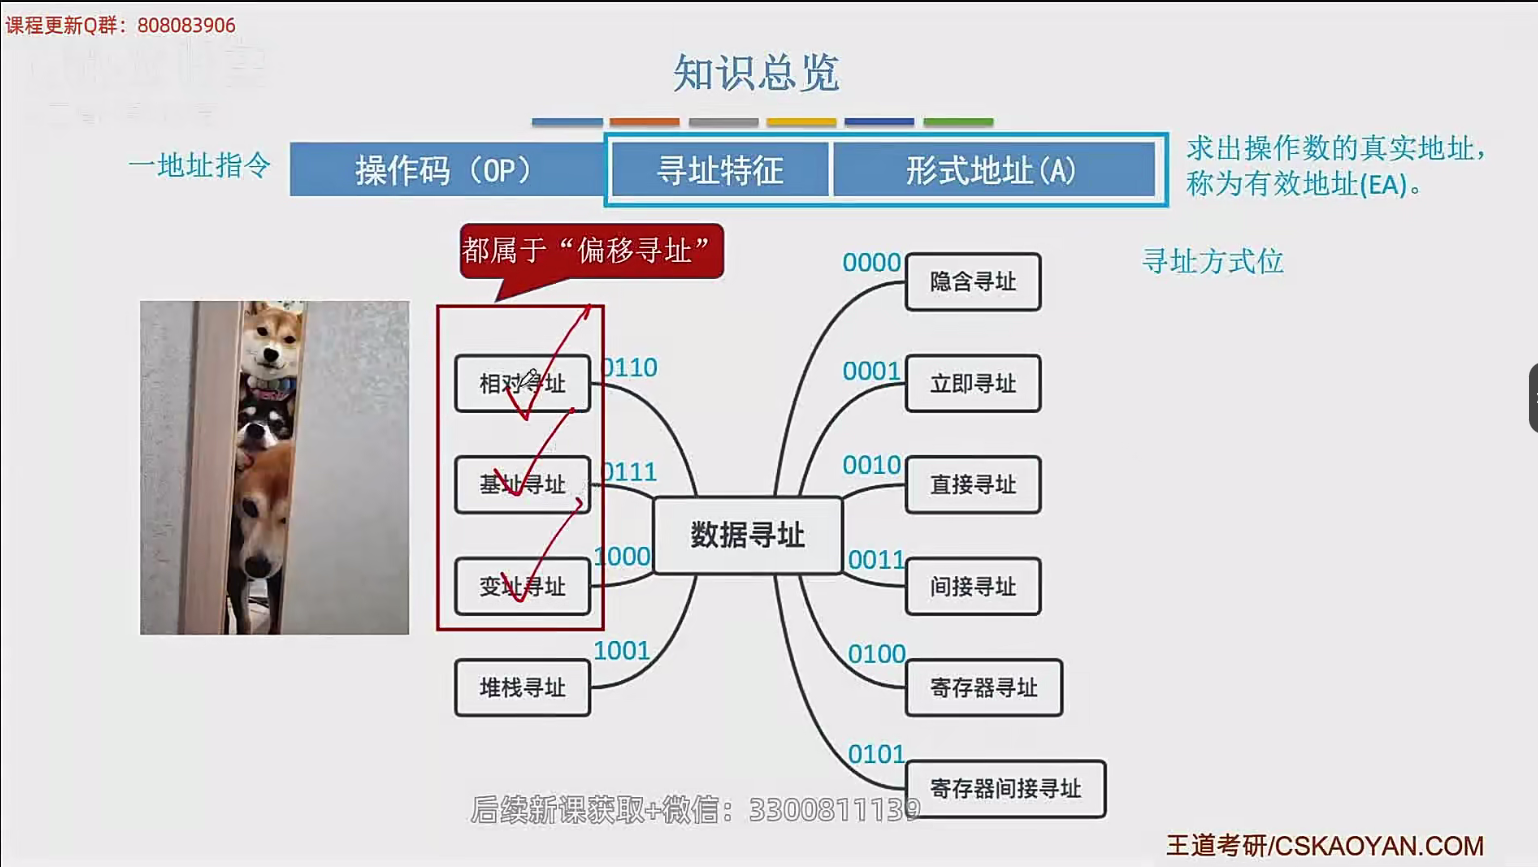 课程更新Q群：808083906
知识总览
一地址指令
操作码（OP）
寻址特征
形式地址(A)
求出操作数的真实地址，
称为有效地址(EA)。
都属于“偏移寻址”
寻址方式位
0000
隐含寻址
相对寻址
0110
0001
立即寻址
基址寻址
0111
0010
直接寻址
数据寻址
变址寻址
1000
0011
间接寻址
堆栈寻址
1001
0100
寄存器寻址
0101
寄存器间接寻址
后续新课获取+微信：3300811139
王道考研/CSKAOYAN.COM